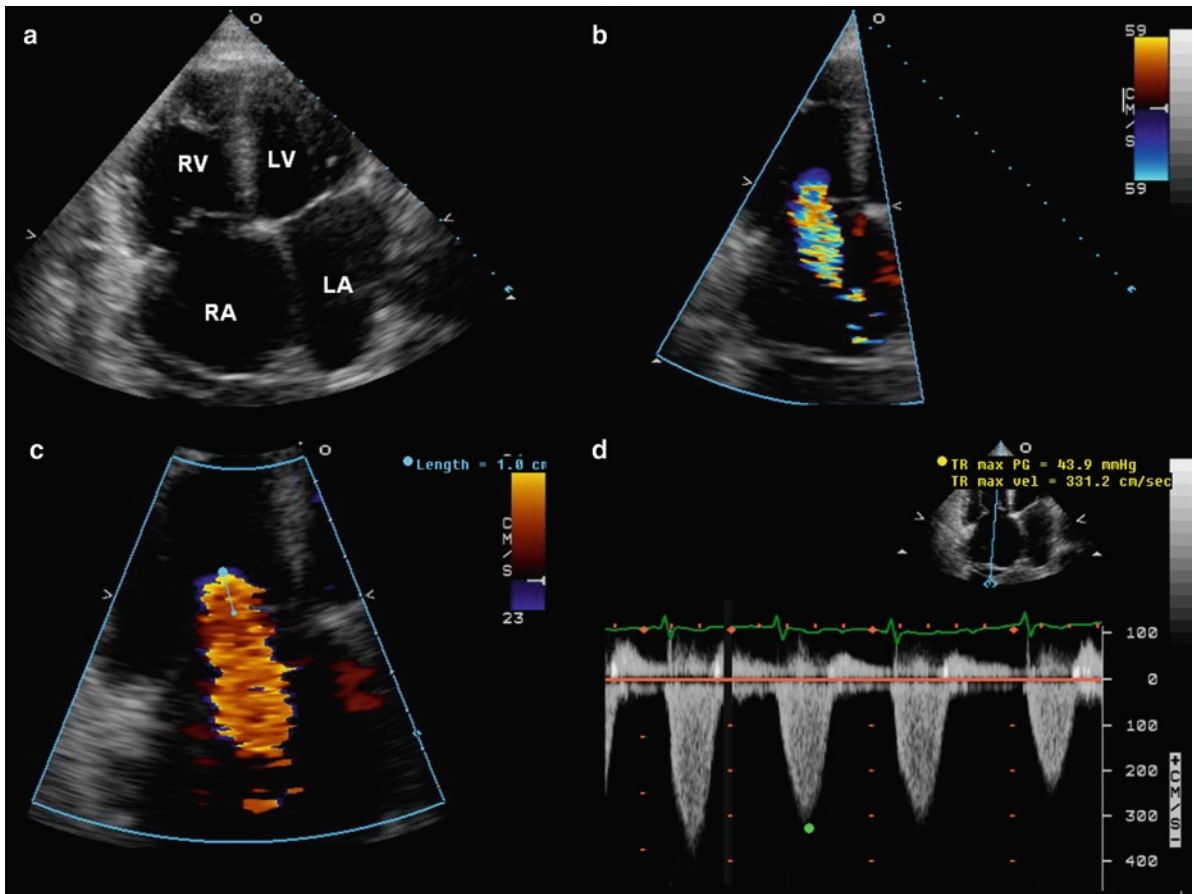 a
RV
LV
RA
LA
b
59
CM/S
59
c
Length = 1.0 cm
CM/S
23
d
TR max PG = 43.9 mmHg
TR max vel = 331.2 cm/sec
100
0
100
200
300
400
CM/S